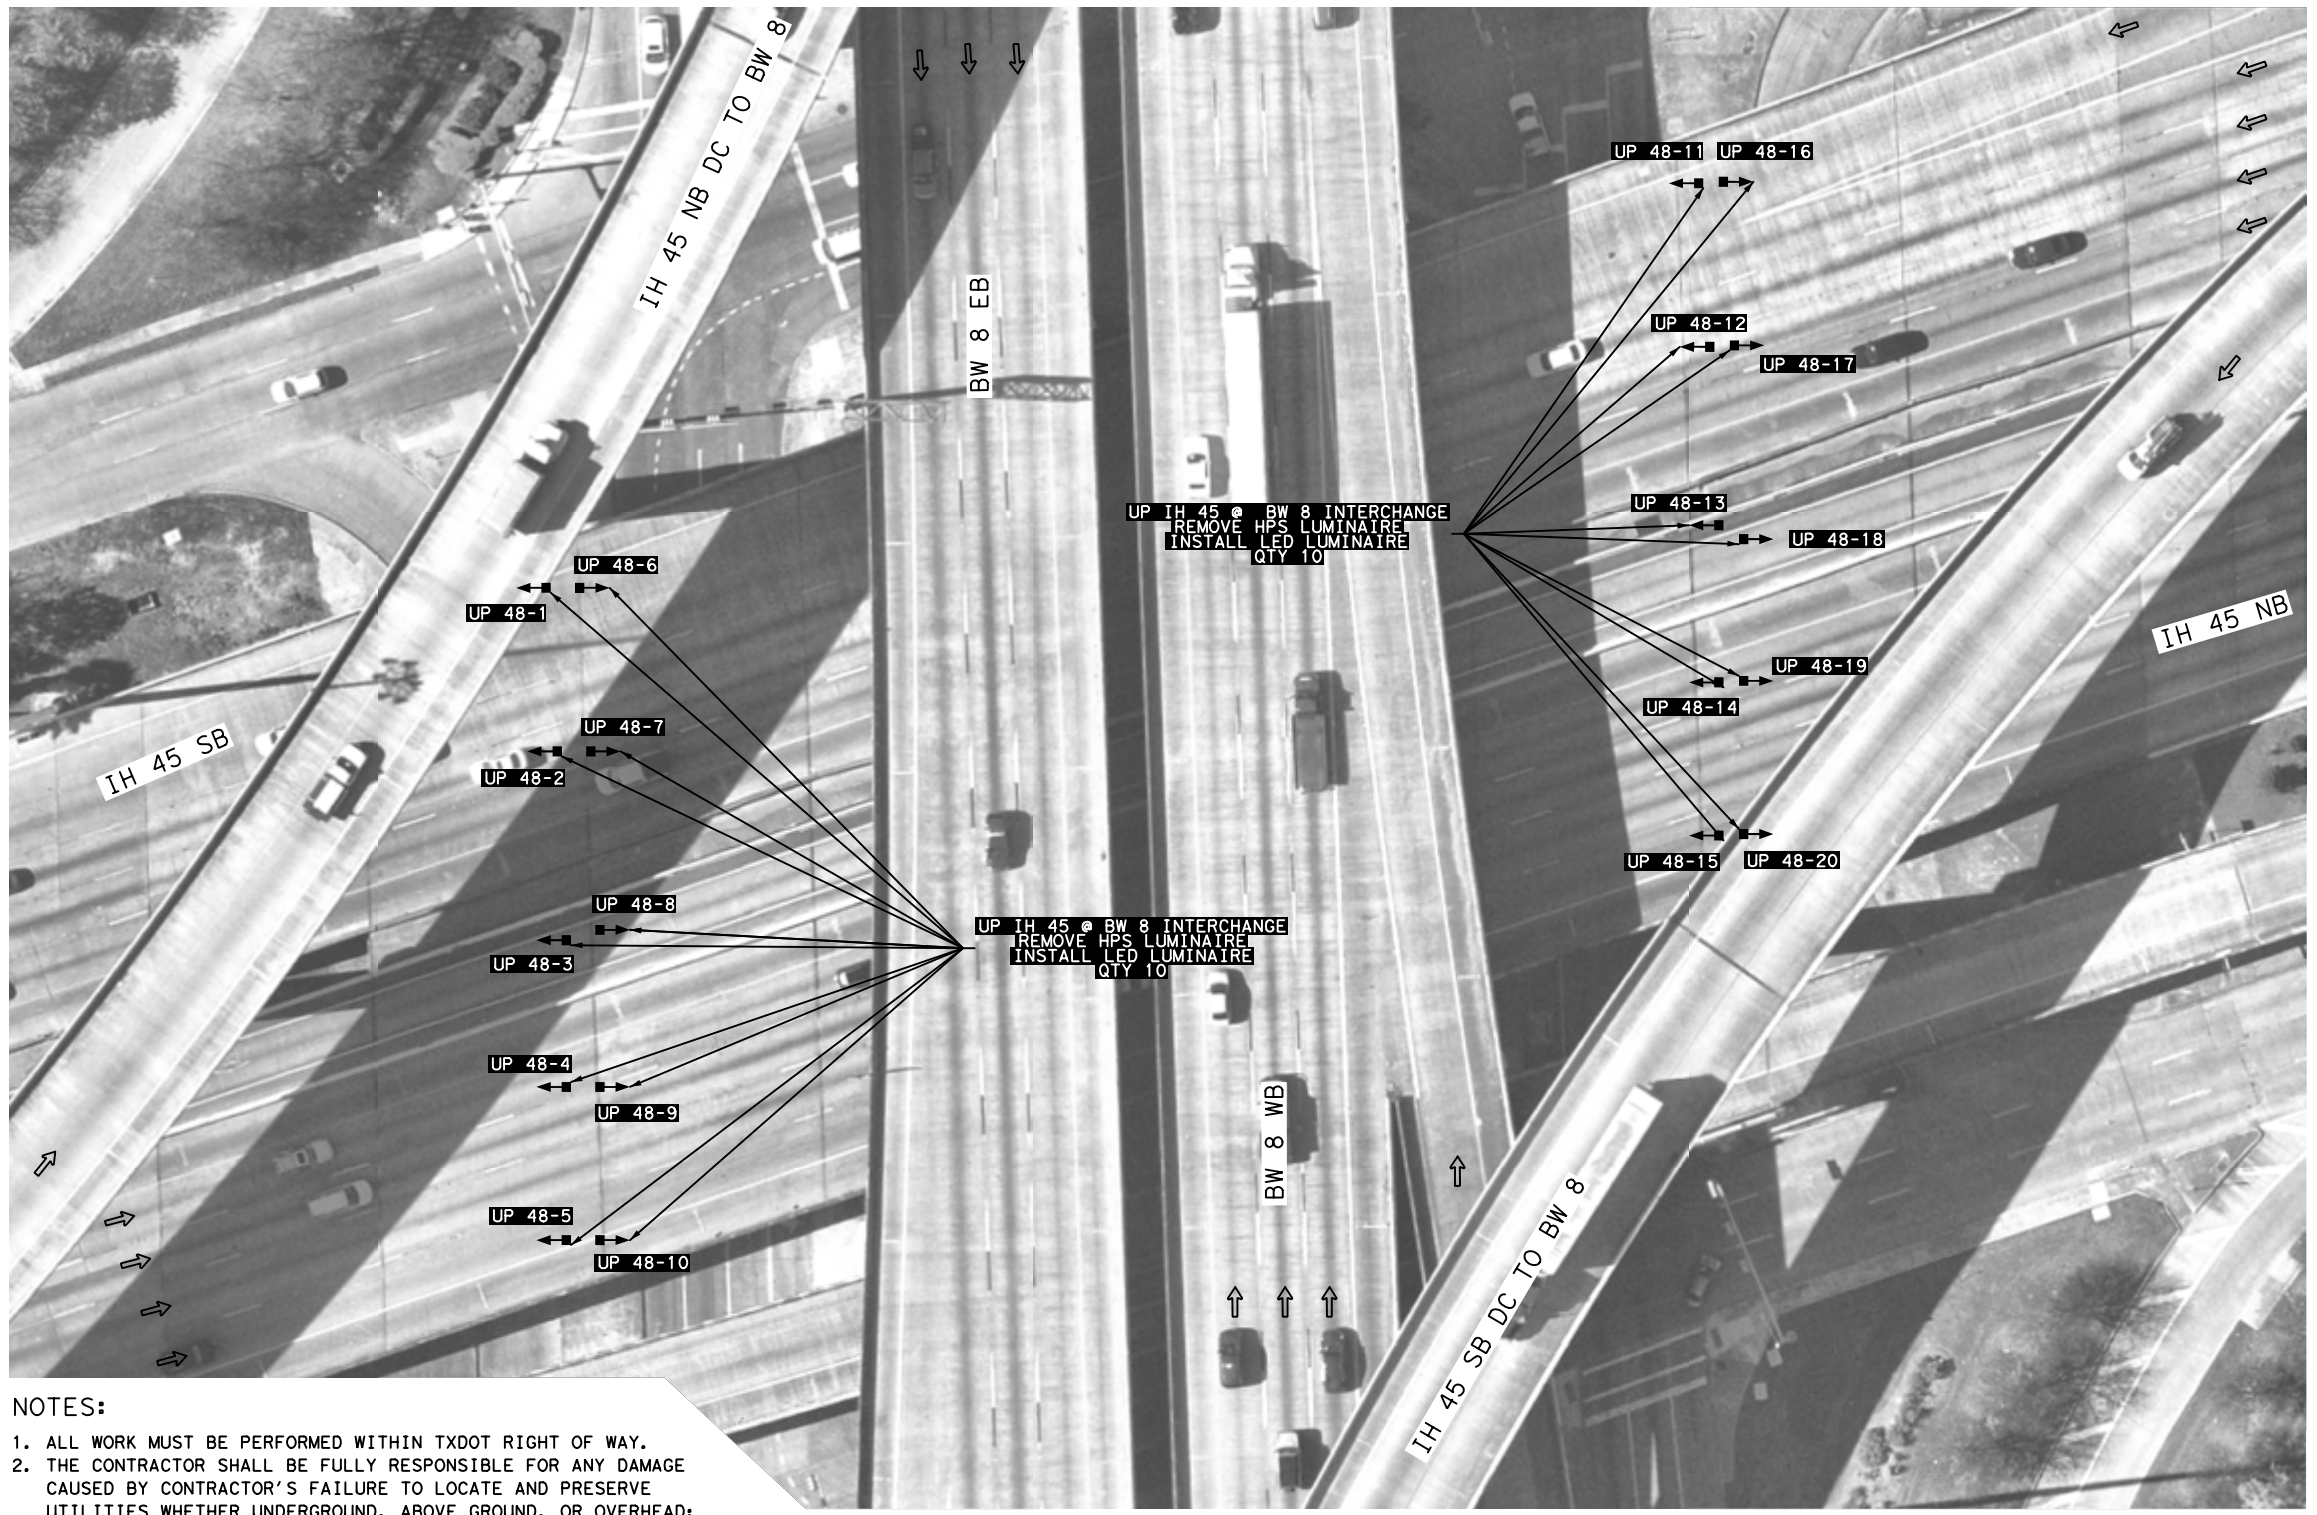 IH 45 NB DC TO BW 8
BW 8 EB
UP 48-11
UP 48-16
UP 48-12
UP 48-17
UP 48-13
UP 48-18
UP IH 45 @ BW 8 INTERCHANGE
REMOVE HPS LUMINAIRE
INSTALL LED LUMINAIRE
QTY 10
UP 48-6
UP 48-1
IH 45 NB
UP 48-19
UP 48-14
UP 48-7
UP 48-2
IH 45 SB
UP 48-15
UP 48-20
UP 48-8
UP 48-3
UP IH 45 @ BW 8 INTERCHANGE
REMOVE HPS LUMINAIRE
INSTALL LED LUMINAIRE
QTY 10
UP 48-4
UP 48-9
BW 8 WB
UP 48-5
UP 48-10
IH 45 SB DC TO BW 8
NOTES:
1. ALL WORK MUST BE PERFORMED WITHIN TXDOT RIGHT OF WAY.
2. THE CONTRACTOR SHALL BE FULLY RESPONSIBLE FOR ANY DAMAGE
CAUSED BY CONTRACTOR'S FAILURE TO LOCATE AND PRESERVE
UTILITIES WHETHER UNDERGROUND, ABOVE GROUND, OR OVERHEAD;